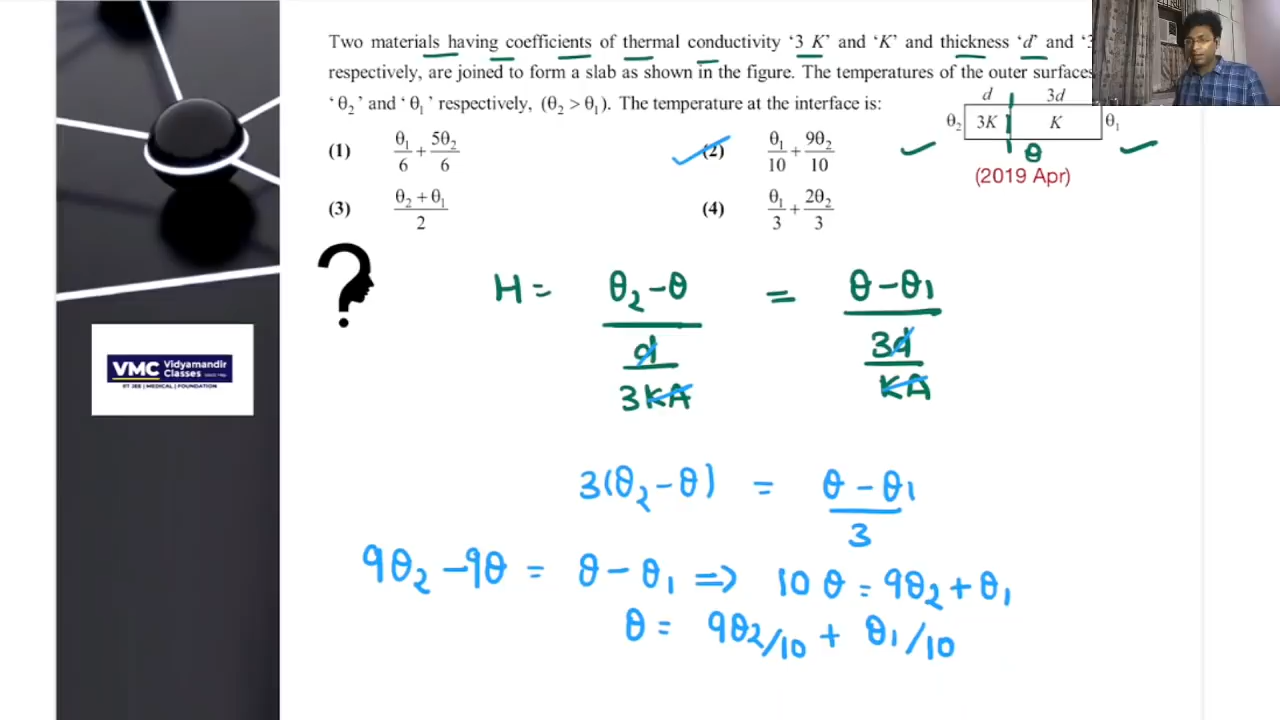 Two materials having coefficients of thermal conductivity ‘3 K’ and ‘K’ and thickness ‘d’ and ‘3
respectively, are joined to form a slab as shown in the figure. The temperatures of the outer surfaces
‘θ₂’ and ‘θ₁’ respectively, (θ₂ > θ₁). The temperature at the interface is:
d 3d
θ₂ 3K K θ₁
θ
(2019 Apr)
(1) θ₁/6 + 5θ₂/6
(2) θ₁/10 + 9θ₂/10
(3) (θ₂ + θ₁)/2
(4) θ₁/3 + 2θ₂/3
?
H = (θ₂ − θ)/(d/3KA) = (θ − θ₁)/(3d/KA)
3(θ₂ − θ) = (θ − θ₁)/3
9θ₂ − 9θ = θ − θ₁ ⇒ 10 θ = 9θ₂ + θ₁
θ = 9θ₂/10 + θ₁/10
VMC Vidyamandir
Classes
IIT JEE | MEDICAL | FOUNDATION